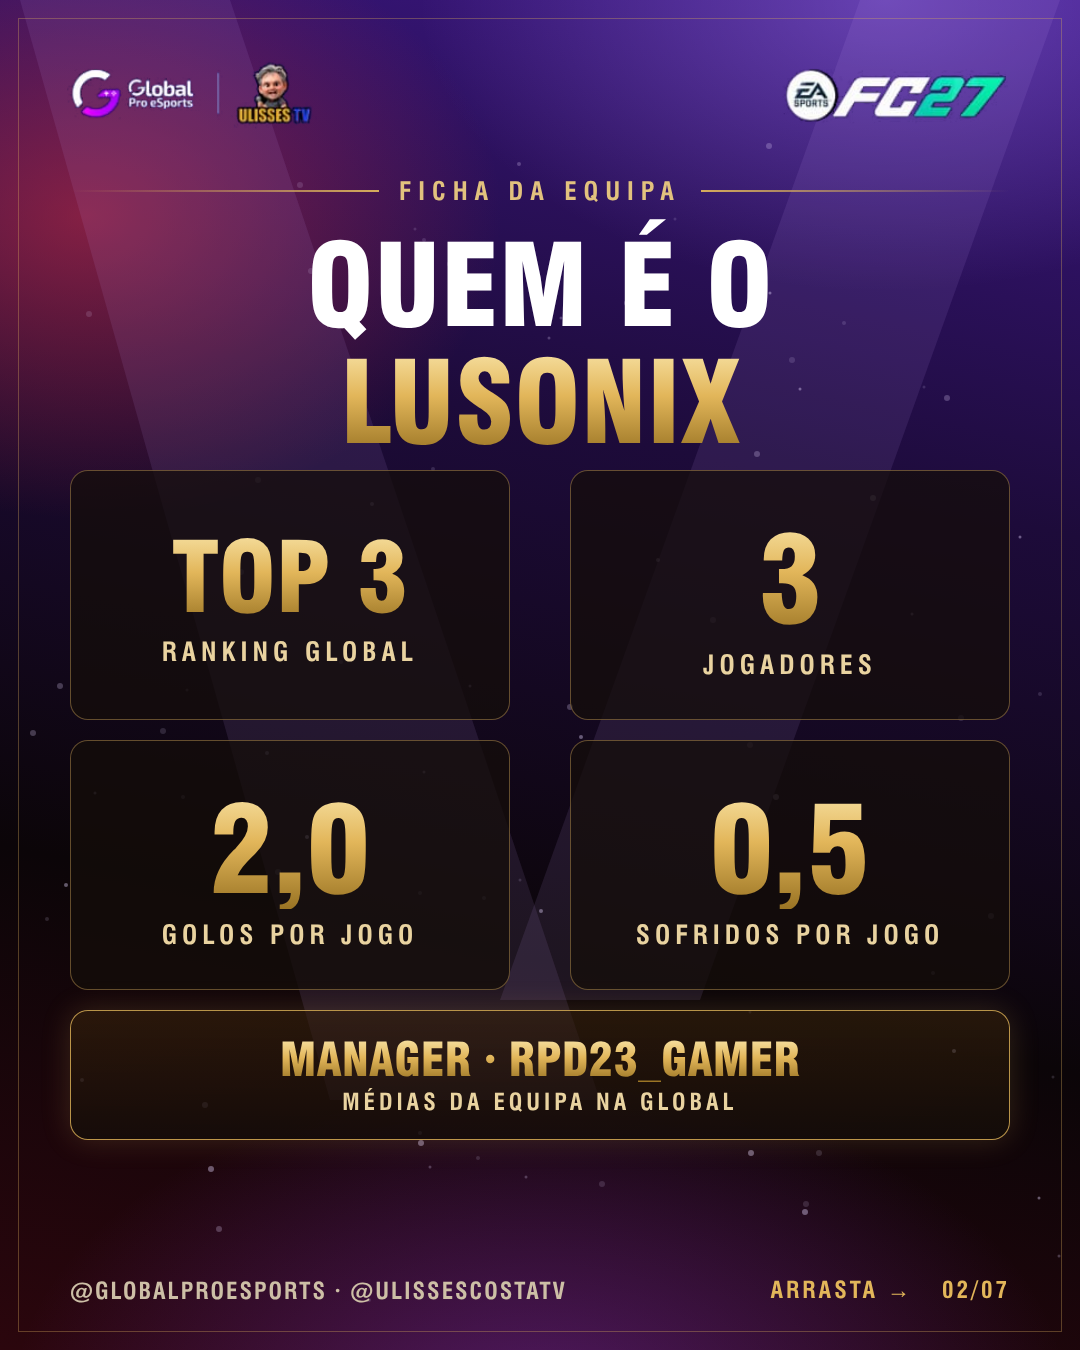 Global
Pro eSports
ULISSES TV
EA
SPORTS
FC27
FICHA DA EQUIPA
QUEM É O
LUSONIX
TOP 3
RANKING GLOBAL
3
JOGADORES
2,0
GOLOS POR JOGO
0,5
SOFRIDOS POR JOGO
MANAGER · RPD23_GAMER
MÉDIAS DA EQUIPA NA GLOBAL
@GLOBALPROESPORTS · @ULISSESCOSTATV
ARRASTA → 02/07